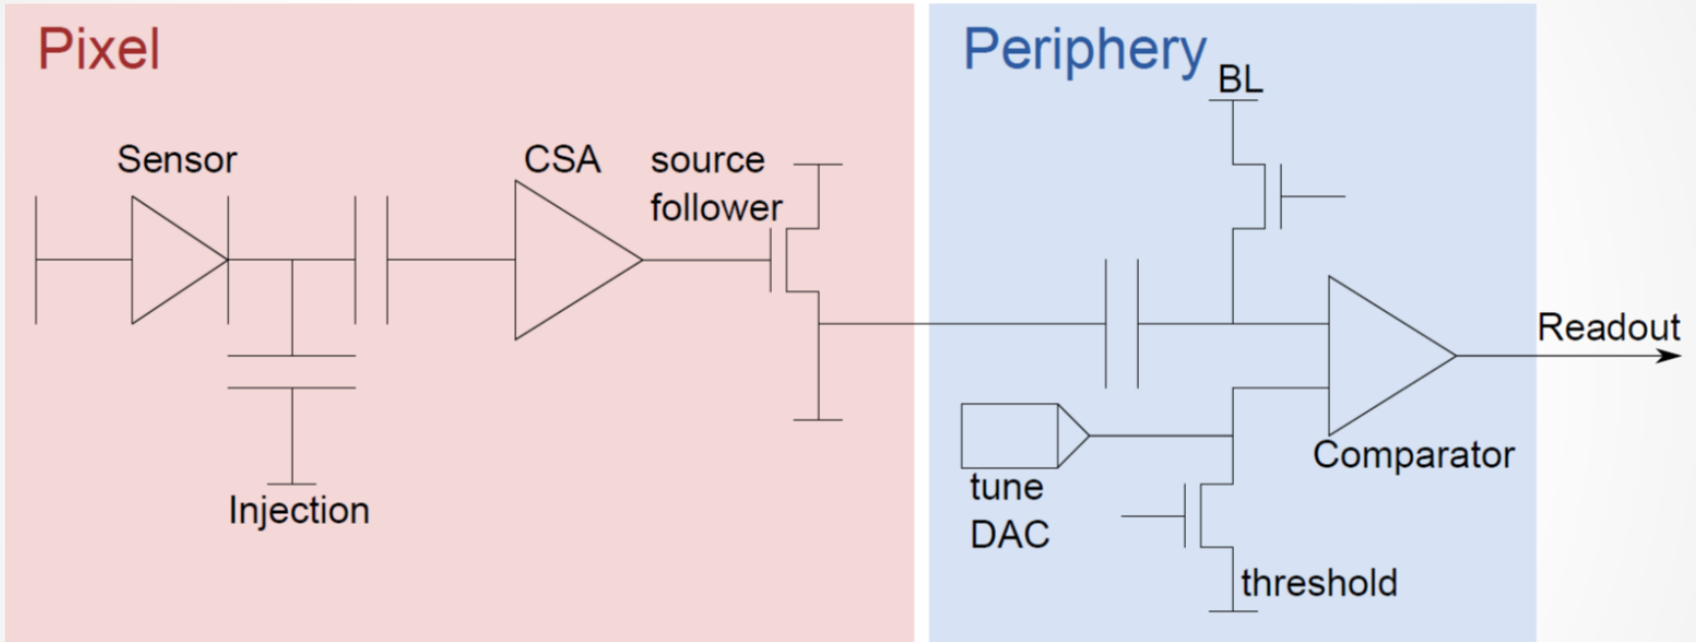 Pixel
Periphery
BL
Sensor
CSA
source
follower
Injection
Readout
Comparator
tune
DAC
threshold